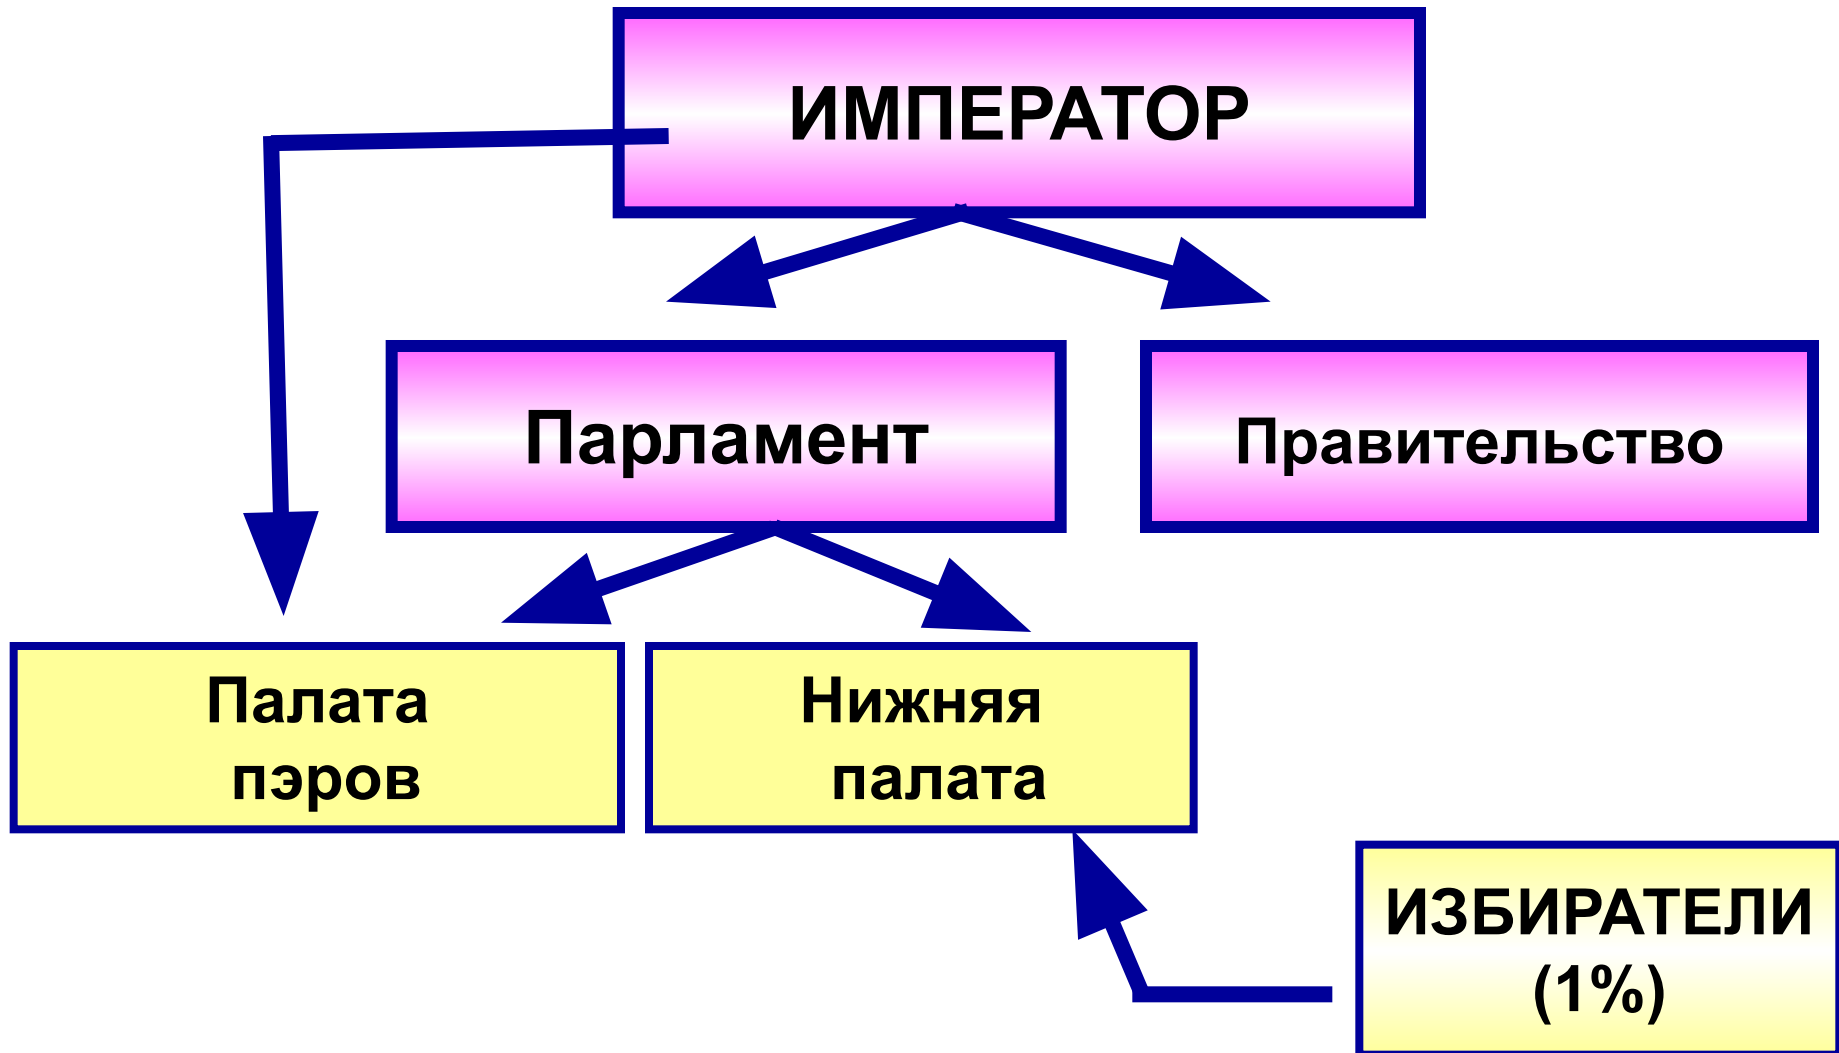 ИМПЕРАТОР
Парламент
Правительство
Палата
пэров
Нижняя
палата
ИЗБИРАТЕЛИ
(1%)